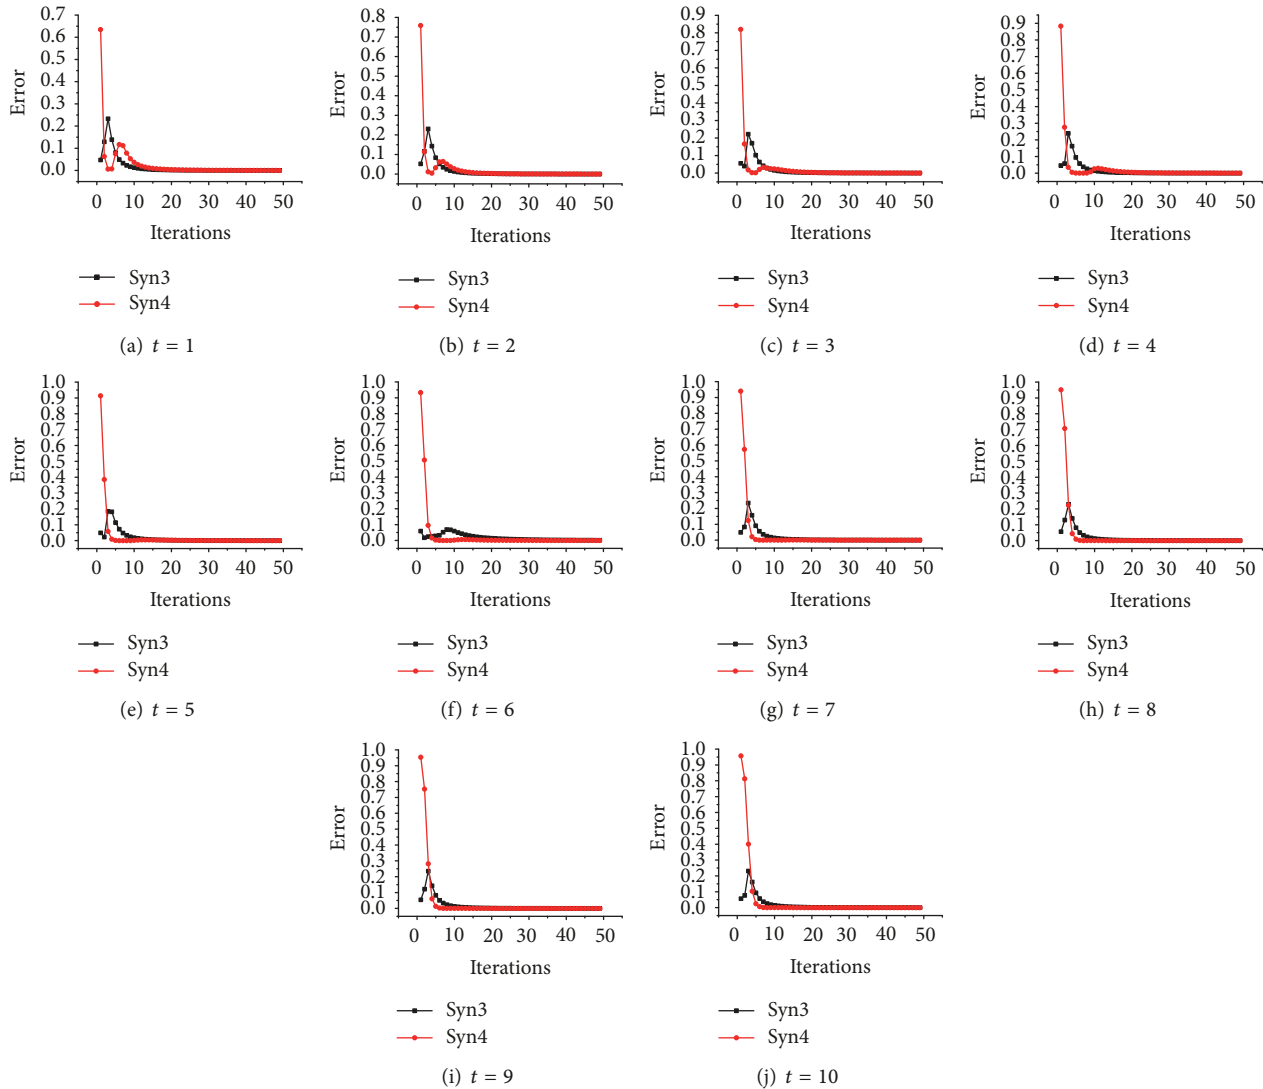 0.7
0.6
0.5
0.4
0.3
0.2
0.1
0.0
Error
0 10 20 30 40 50
Iterations
Syn3
Syn4
(a) t = 1
0.8
0.7
0.6
0.5
0.4
0.3
0.2
0.1
0.0
Error
0 10 20 30 40 50
Iterations
Syn3
Syn4
(b) t = 2
0.9
0.8
0.7
0.6
0.5
0.4
0.3
0.2
0.1
0.0
Error
0 10 20 30 40 50
Iterations
Syn3
Syn4
(c) t = 3
0.9
0.8
0.7
0.6
0.5
0.4
0.3
0.2
0.1
0.0
Error
0 10 20 30 40 50
Iterations
Syn3
Syn4
(d) t = 4
1.0
0.9
0.8
0.7
0.6
0.5
0.4
0.3
0.2
0.1
0.0
Error
0 10 20 30 40 50
Iterations
Syn3
Syn4
(e) t = 5
1.0
0.9
0.8
0.7
0.6
0.5
0.4
0.3
0.2
0.1
0.0
Error
0 10 20 30 40 50
Iterations
Syn3
Syn4
(f) t = 6
1.0
0.9
0.8
0.7
0.6
0.5
0.4
0.3
0.2
0.1
0.0
Error
0 10 20 30 40 50
Iterations
Syn3
Syn4
(g) t = 7
1.0
0.9
0.8
0.7
0.6
0.5
0.4
0.3
0.2
0.1
0.0
Error
0 10 20 30 40 50
Iterations
Syn3
Syn4
(h) t = 8
1.0
0.9
0.8
0.7
0.6
0.5
0.4
0.3
0.2
0.1
0.0
Error
0 10 20 30 40 50
Iterations
Syn3
Syn4
(i) t = 9
1.0
0.9
0.8
0.7
0.6
0.5
0.4
0.3
0.2
0.1
0.0
Error
0 10 20 30 40 50
Iterations
Syn3
Syn4
(j) t = 10